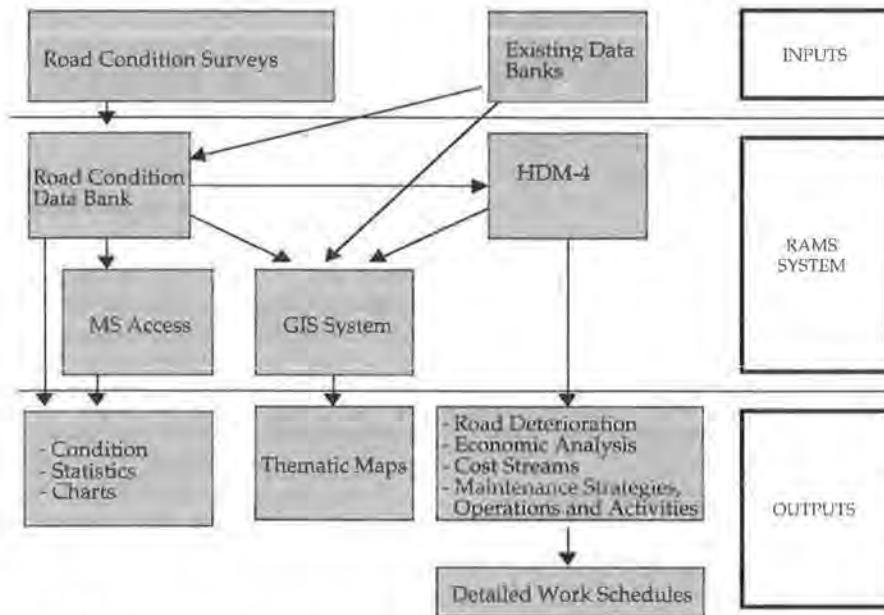 Road Condition Surveys
Existing Data
Banks
INPUTS
Road Condition
Data Bank
HDM-4
RAMS
SYSTEM
MS Access
GIS System
- Condition
- Statistics
- Charts
Thematic Maps
- Road Deterioration
- Economic Analysis
- Cost Streams
- Maintenance Strategies,
Operations and Activities
OUTPUTS
Detailed Work Schedules